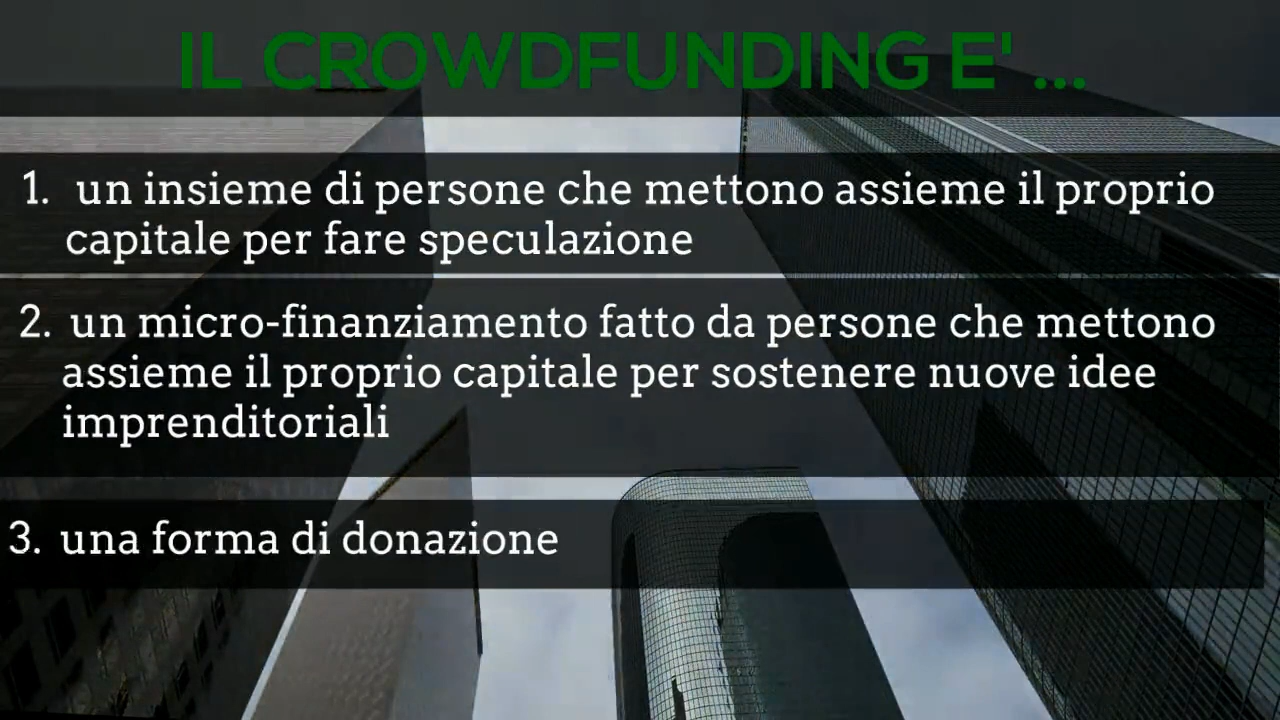 IL CROWDFUNDING E' ...
1. un insieme di persone che mettono assieme il proprio
capitale per fare speculazione
2. un micro-finanziamento fatto da persone che mettono
assieme il proprio capitale per sostenere nuove idee
imprenditoriali
3. una forma di donazione